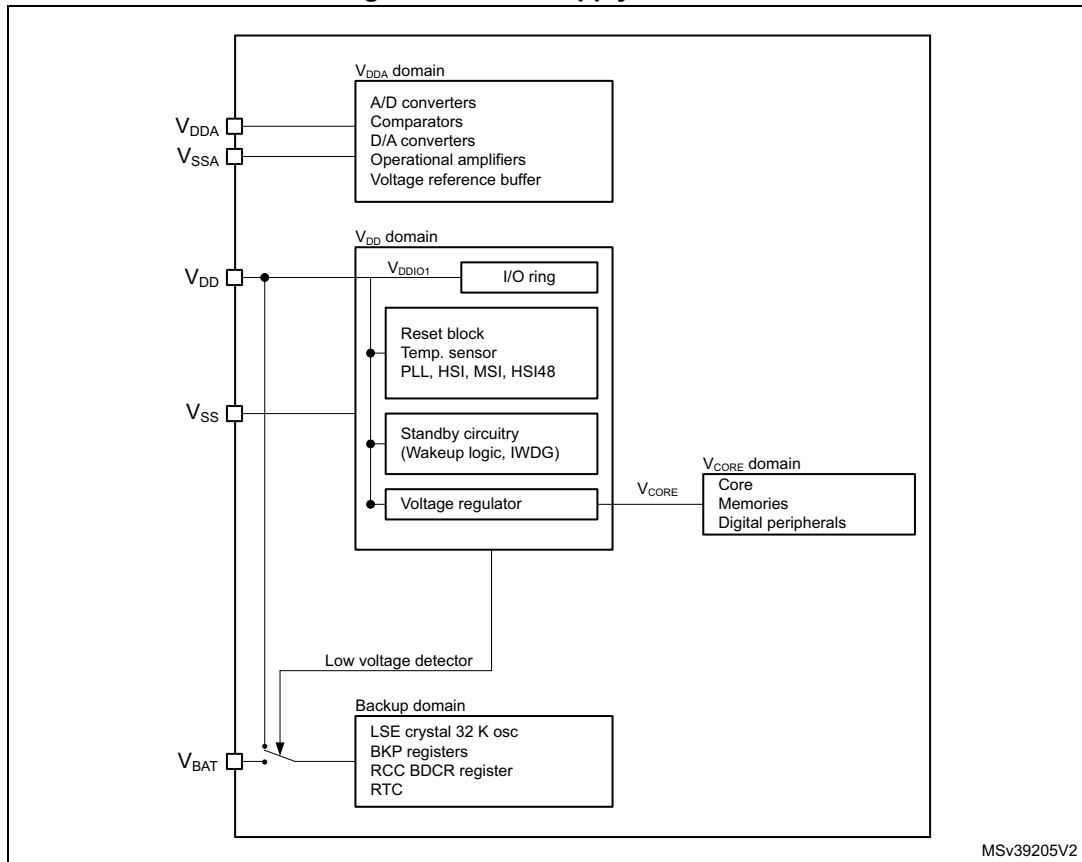 V_DDA domain
A/D converters
Comparators
D/A converters
Operational amplifiers
Voltage reference buffer
V_DDA
V_SSA
V_DD domain
V_DD
V_DDIO1
I/O ring
Reset block
Temp. sensor
PLL, HSI, MSI, HSI48
V_SS
Standby circuitry
(Wakeup logic, IWDG)
Voltage regulator
V_CORE
V_CORE domain
Core
Memories
Digital peripherals
Low voltage detector
Backup domain
LSE crystal 32 K osc
BKP registers
RCC BDCR register
RTC
V_BAT
MSv39205V2